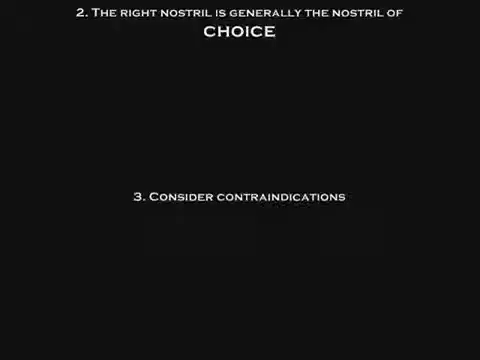 2. The right nostril is generally the nostril of
CHOICE
3. Consider contraindications